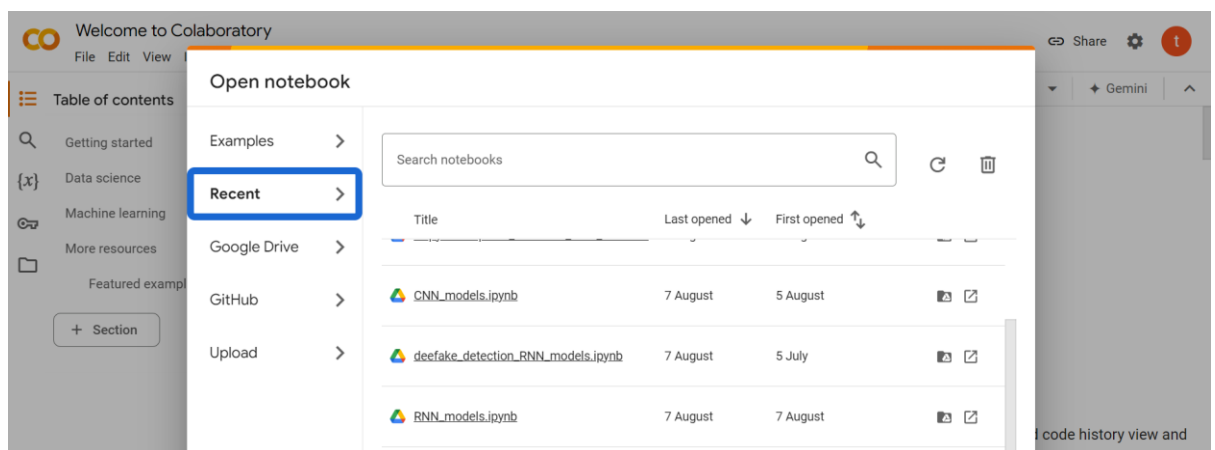 Welcome to Colaboratory
File Edit View
Share
t
Open notebook
Gemini
Table of contents
Getting started
{x} Data science
Machine learning
More resources
Featured exampl
+ Section
Examples
Recent
Google Drive
GitHub
Upload
Search notebooks
Title Last opened First opened
CNN_models.ipynb 7 August 5 August
deefake_detection_RNN_models.ipynb 7 August 5 July
RNN_models.ipynb 7 August 7 August
code history view and